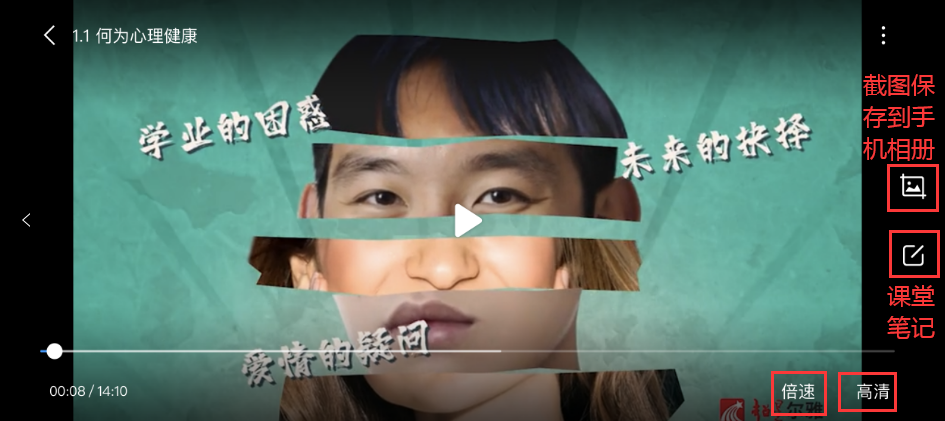 1.1 何为心理健康
学业的困惑
未来的抉择
截图保
存到手
机相册
课堂
笔记
爱情的疑问
00:08 / 14:10
倍速
高清
尔雅